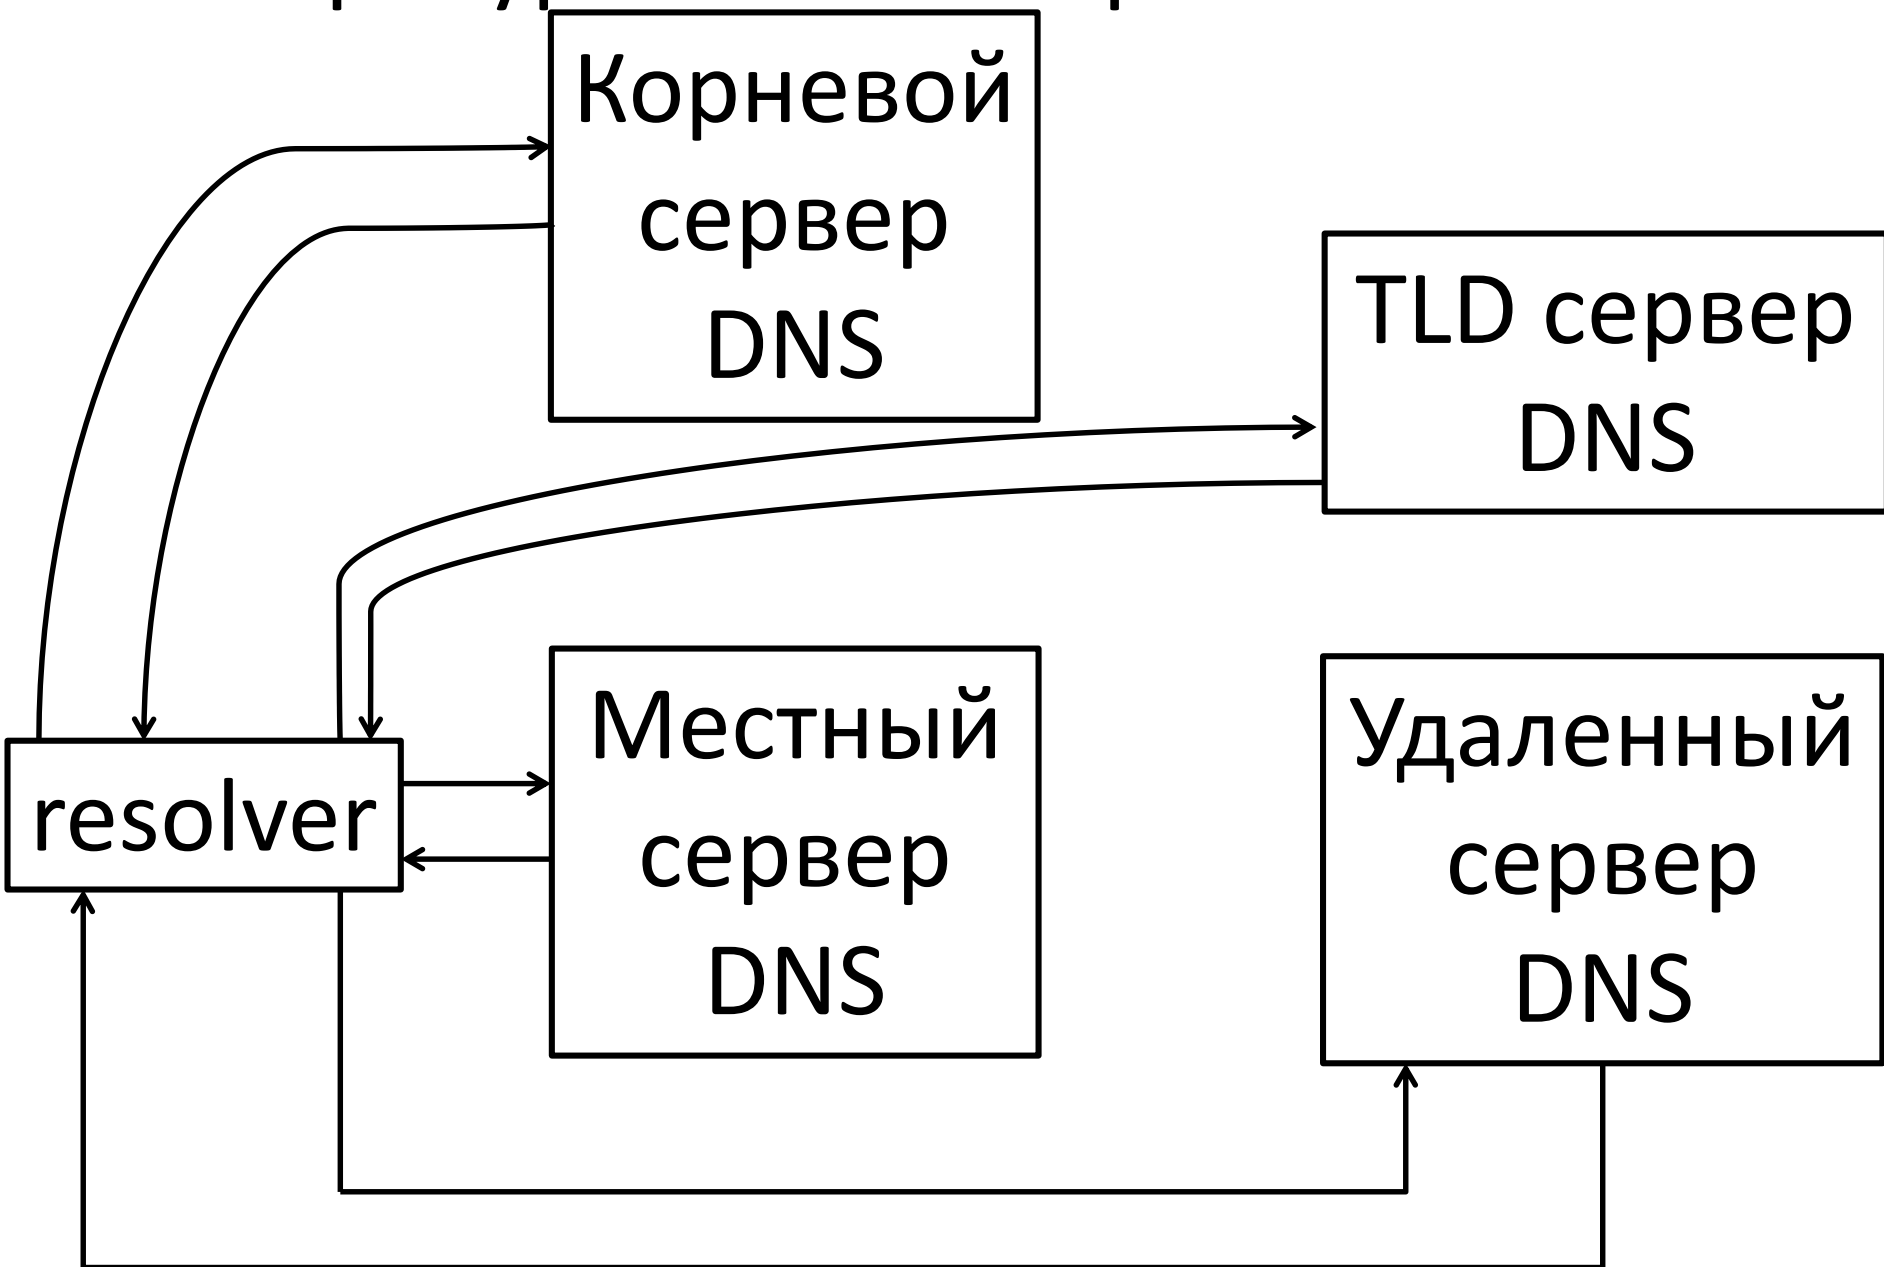 Корневой
сервер
DNS
TLD сервер
DNS
Местный
сервер
DNS
Удаленный
сервер
DNS
resolver